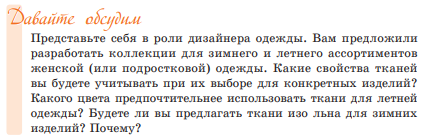 Давайте обсудим
Представьте себя в роли дизайнера одежды. Вам предложили
разработать коллекции для зимнего и летнего ассортиментов
женской (или подростковой) одежды. Какие свойства тканей
вы будете учитывать при их выборе для конкретных изделий?
Какого цвета предпочтительнее использовать ткани для летней
одежды? Будете ли вы предлагать ткани изо льна для зимних
изделий? Почему?